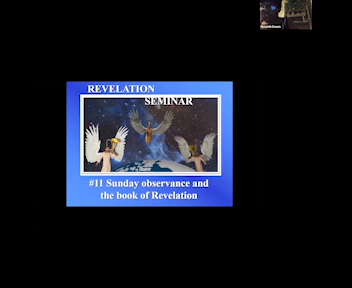 REVELATION
SEMINAR
#11 Sunday observance and
the book of Revelation